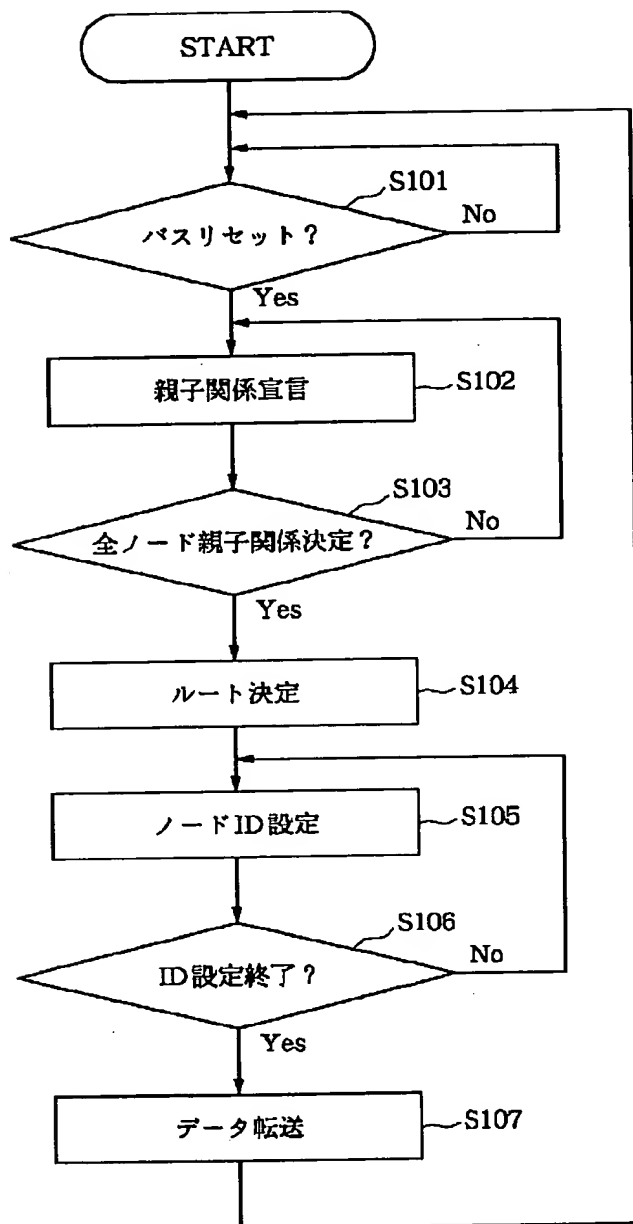 START
S101
バスリセット？
No
Yes
親子関係宣言
S102
S103
全ノード親子関係決定？
No
Yes
ルート決定
S104
ノードID設定
S105
S106
ID設定終了？
No
Yes
データ転送
S107